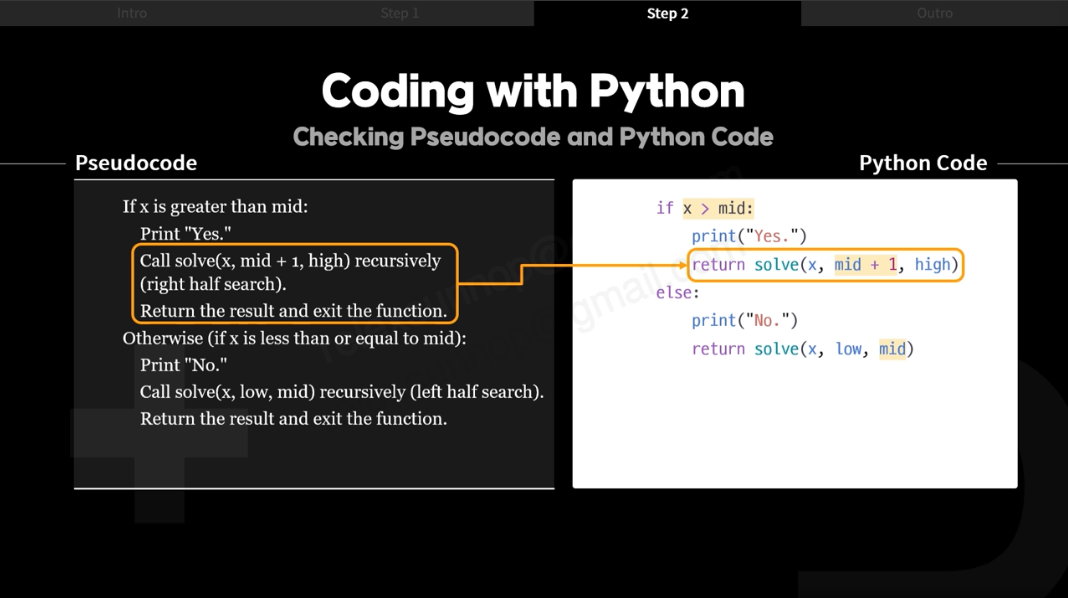 Intro
Step 1
Step 2
Outro
Coding with Python
Checking Pseudocode and Python Code
Pseudocode
If x is greater than mid:
Print "Yes."
Call solve(x, mid + 1, high) recursively
(right half search).
Return the result and exit the function.
Otherwise (if x is less than or equal to mid):
Print "No."
Call solve(x, low, mid) recursively (left half search).
Return the result and exit the function.
Python Code
if x > mid:
print("Yes.")
return solve(x, mid + 1, high)
else:
print("No.")
return solve(x, low, mid)